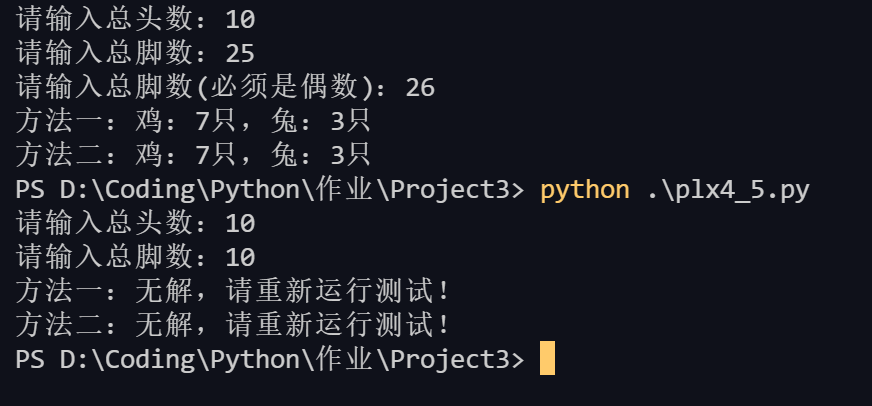 请输入总头数: 10
请输入总脚数: 25
请输入总脚数(必须是偶数): 26
方法一: 鸡: 7只, 兔: 3只
方法二: 鸡: 7只, 兔: 3只
PS D:\Coding\Python\作业\Project3> python .\plx4_5.py
请输入总头数: 10
请输入总脚数: 10
方法一: 无解, 请重新运行测试!
方法二: 无解, 请重新运行测试!
PS D:\Coding\Python\作业\Project3>